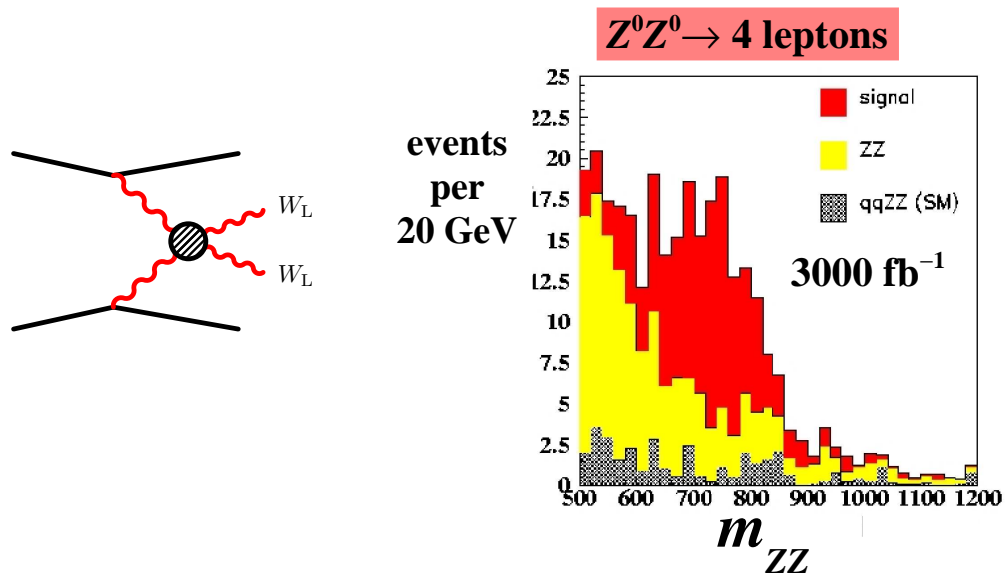 Z⁰Z⁰→ 4 leptons
W_L
W_L
events
per
20 GeV
25
22.5
20
17.5
15
12.5
10
7.5
5
2.5
0
signal
ZZ
qqZZ (SM)
3000 fb⁻¹
500 600 700 800 900 1000 1100 1200
m_ZZ